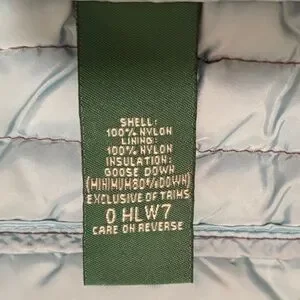 SHELL:
100% NYLON
LINING:
100% NYLON
INSULATION:
GOOSE DOWN
(MINIMUM 80% DOWN)
EXCLUSIVE OF TRIMS
0 HLW7
CARE ON REVERSE